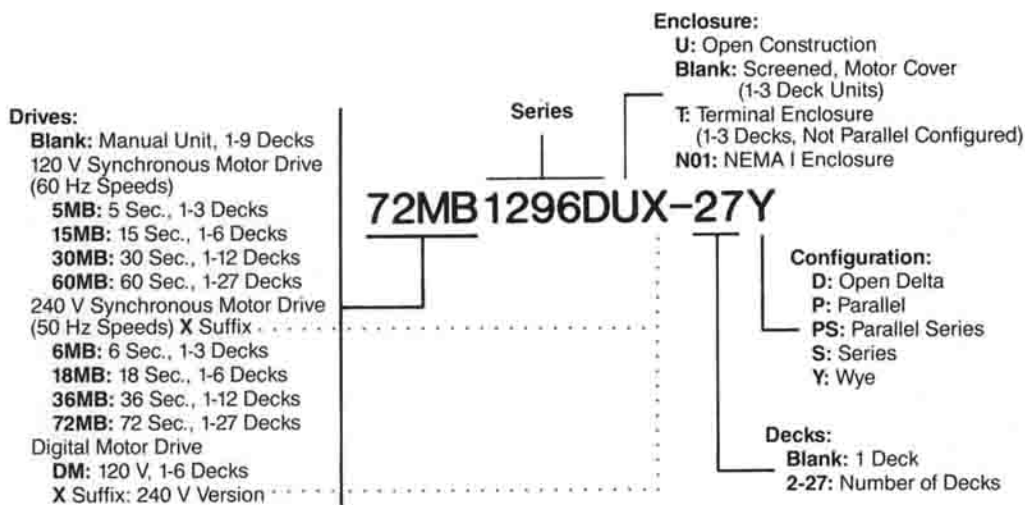 Enclosure:
U: Open Construction
Blank: Screened, Motor Cover
(1-3 Deck Units)
T: Terminal Enclosure
(1-3 Decks, Not Parallel Configured)
N01: NEMA I Enclosure
Series
Drives:
Blank: Manual Unit, 1-9 Decks
120 V Synchronous Motor Drive
(60 Hz Speeds)
5MB: 5 Sec., 1-3 Decks
15MB: 15 Sec., 1-6 Decks
30MB: 30 Sec., 1-12 Decks
60MB: 60 Sec., 1-27 Decks
240 V Synchronous Motor Drive
(50 Hz Speeds) X Suffix
6MB: 6 Sec., 1-3 Decks
18MB: 18 Sec., 1-6 Decks
36MB: 36 Sec., 1-12 Decks
72MB: 72 Sec., 1-27 Decks
Digital Motor Drive
DM: 120 V, 1-6 Decks
X Suffix: 240 V Version
72MB1296DUX-27Y
Configuration:
D: Open Delta
P: Parallel
PS: Parallel Series
S: Series
Y: Wye
Decks:
Blank: 1 Deck
2-27: Number of Decks